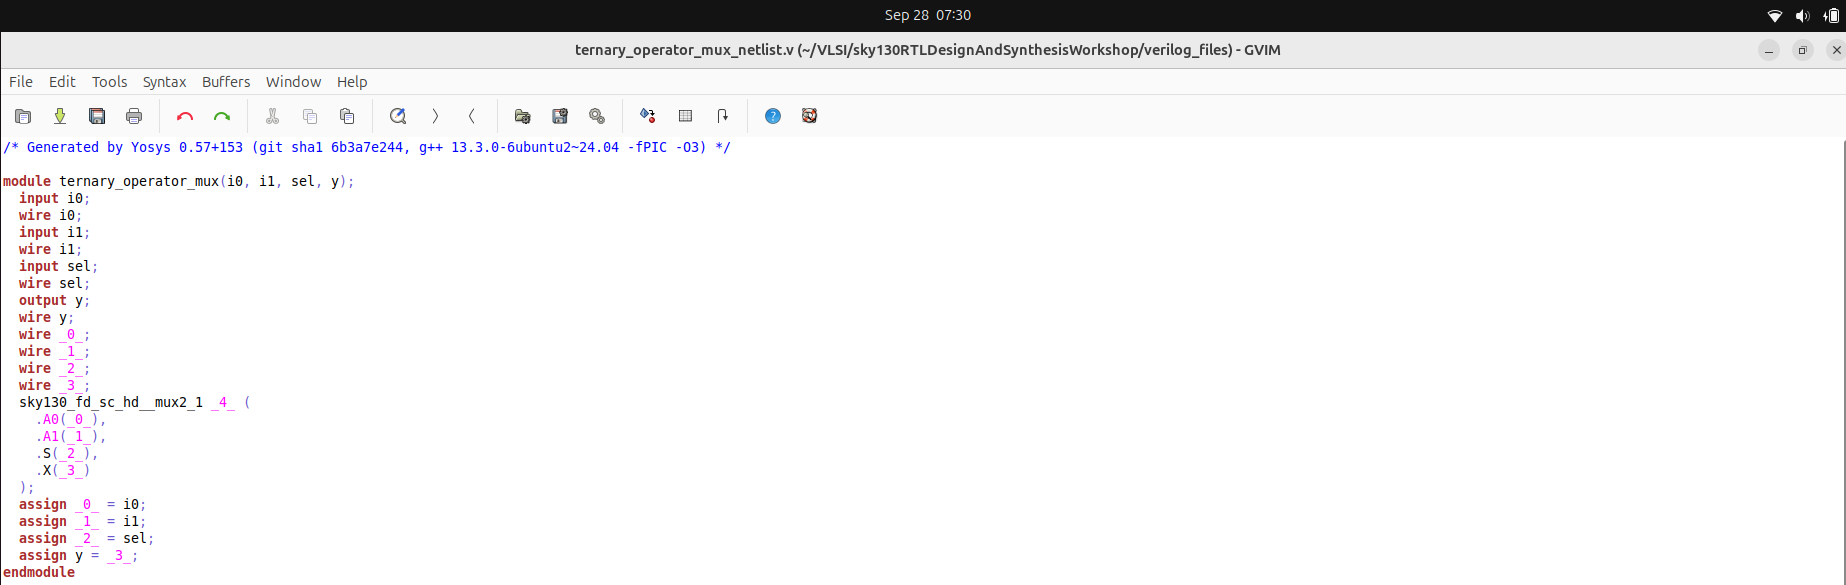 Sep 28 07:30
ternary_operator_mux_netlist.v (~/VLSI/sky130RTLDesignAndSynthesisWorkshop/verilog_files) - GVIM
File Edit Tools Syntax Buffers Window Help
/* Generated by Yosys 0.57+153 (git sha1 6b3a7e244, g++ 13.3.0-6ubuntu2~24.04 -fPIC -O3) */
module ternary_operator_mux(i0, i1, sel, y);
  input i0;
  wire i0;
  input i1;
  wire i1;
  input sel;
  wire sel;
  output y;
  wire y;
  wire _0_;
  wire _1_;
  wire _2_;
  wire _3_;
  sky130_fd_sc_hd__mux2_1 _4_ (
    .A0(_0_),
    .A1(_1_),
    .S(_2_),
    .X(_3_)
  );
  assign _0_ = i0;
  assign _1_ = i1;
  assign _2_ = sel;
  assign y = _3_;
endmodule